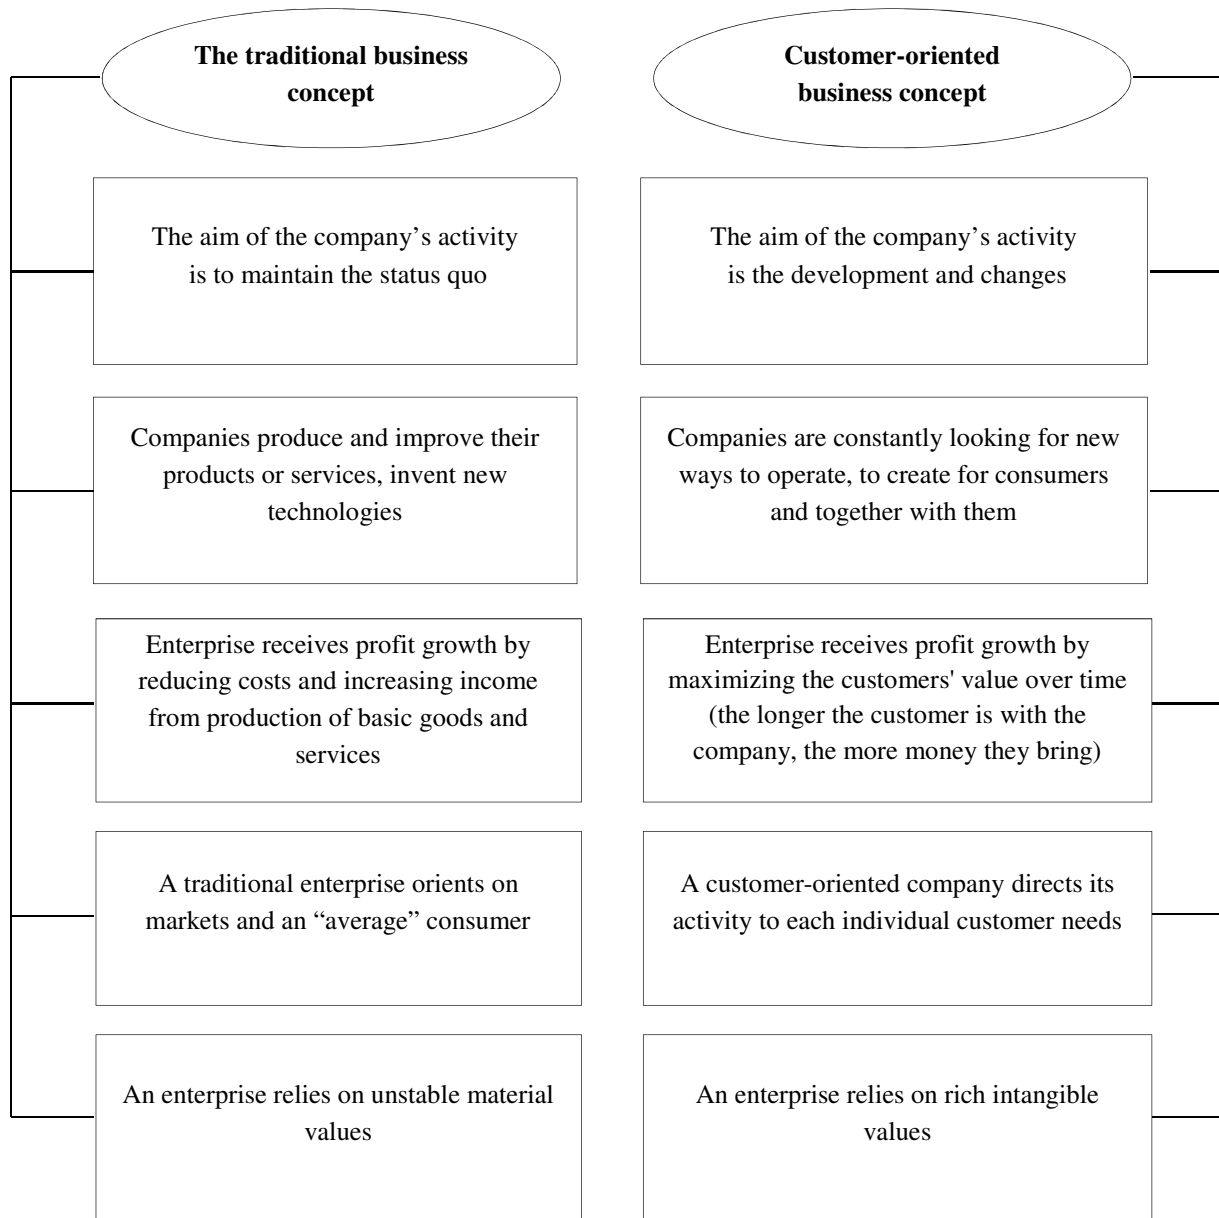 The traditional business
concept
Customer-oriented
business concept
The aim of the company’s activity
is to maintain the status quo
The aim of the company’s activity
is the development and changes
Companies produce and improve their
products or services, invent new
technologies
Companies are constantly looking for new
ways to operate, to create for consumers
and together with them
Enterprise receives profit growth by
reducing costs and increasing income
from production of basic goods and
services
Enterprise receives profit growth by
maximizing the customers' value over time
(the longer the customer is with the
company, the more money they bring)
A traditional enterprise orients on
markets and an “average” consumer
A customer-oriented company directs its
activity to each individual customer needs
An enterprise relies on unstable material
values
An enterprise relies on rich intangible
values